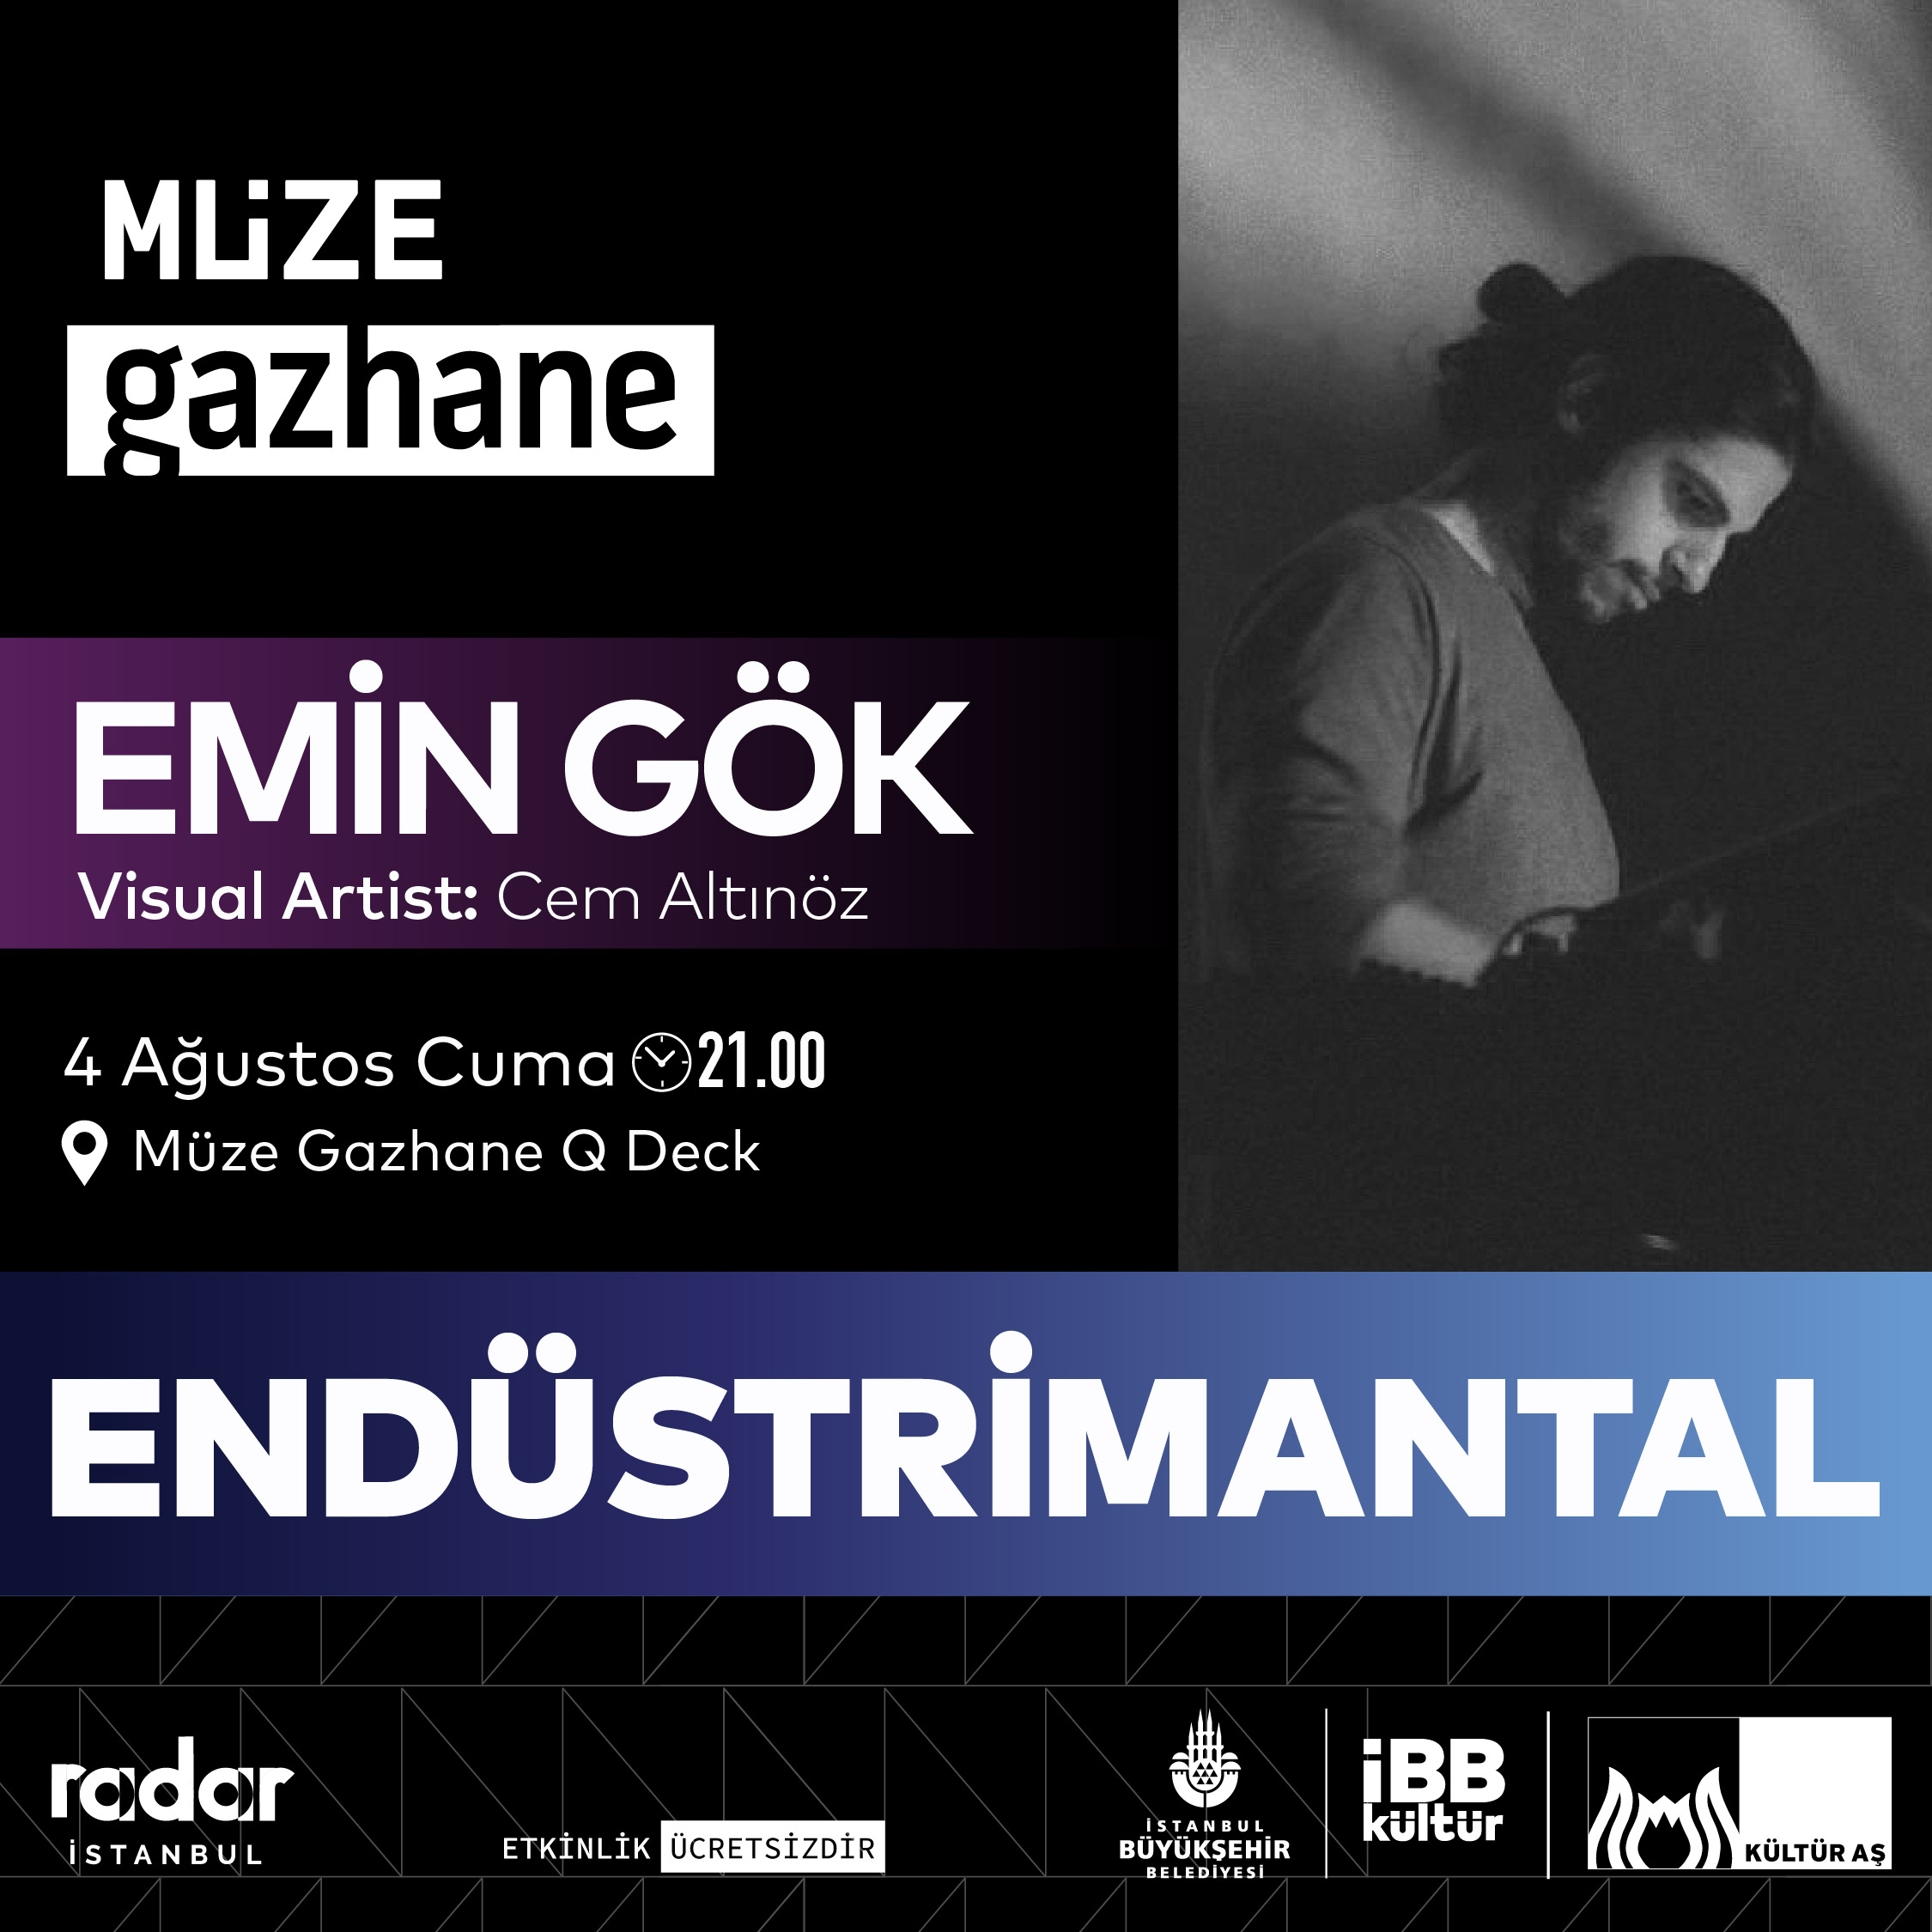 MÜZE
gazhane
EMİN GÖK
Visual Artist: Cem Altınöz
4 Ağustos Cuma 21.00
Müze Gazhane Q Deck
ENDÜSTRİMANTAL
radar
İSTANBUL
ETKİNLİK ÜCRETSİZDİR
İSTANBUL
BÜYÜKŞEHİR
BELEDİYESİ
iBB
kültür
KÜLTÜR AŞ